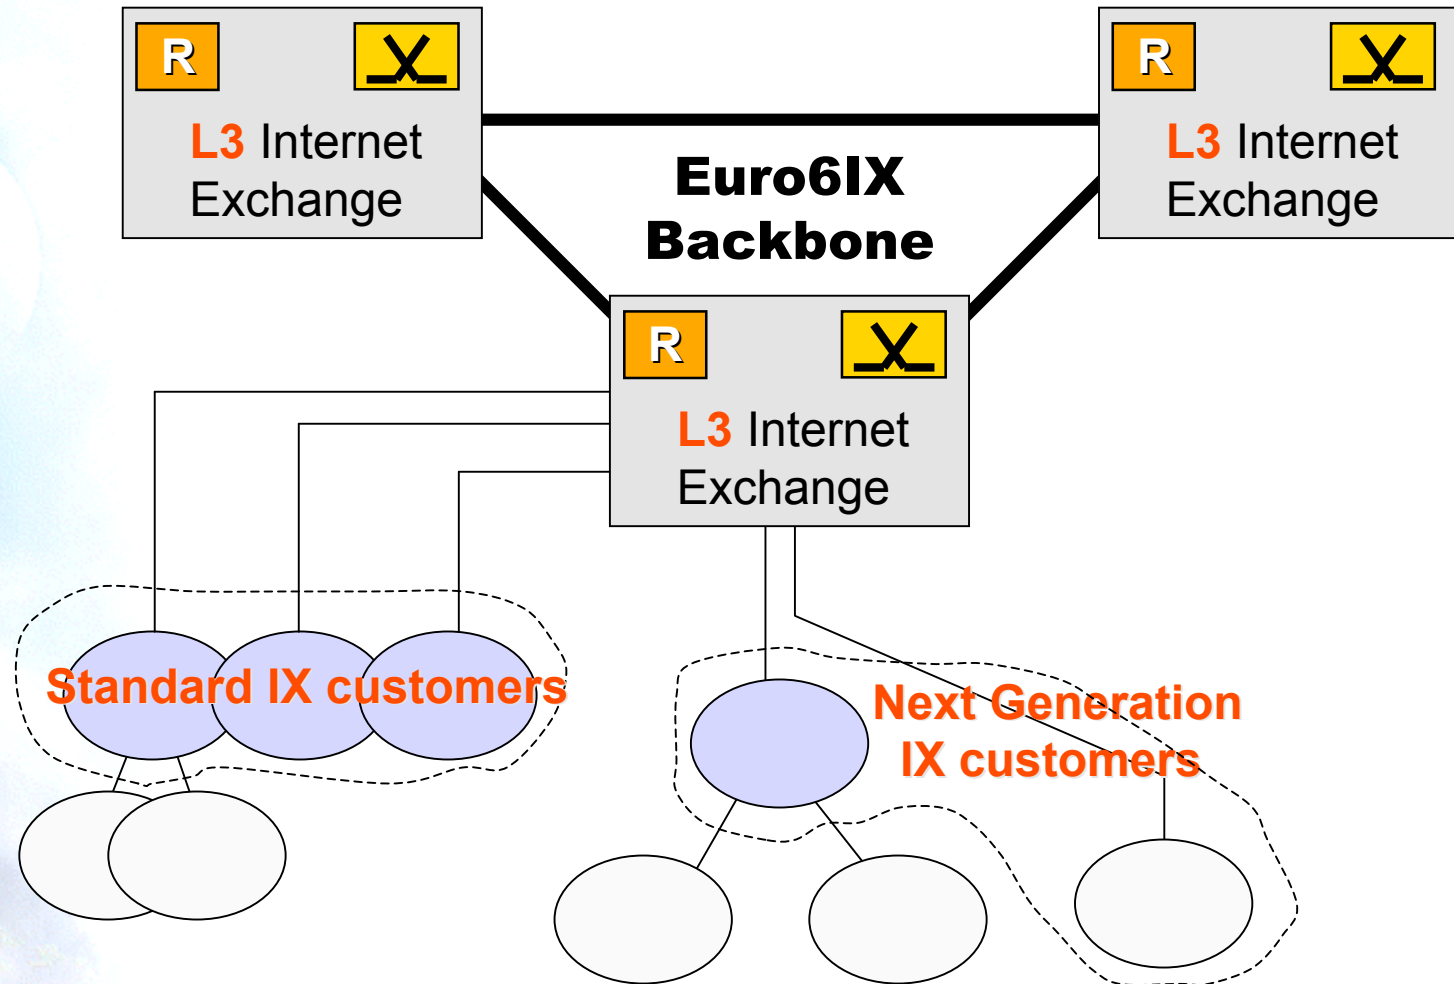 R
L3 Internet
Exchange
R
L3 Internet
Exchange
Euro6IX
Backbone
R
L3 Internet
Exchange
Standard IX customers
Next Generation
IX customers